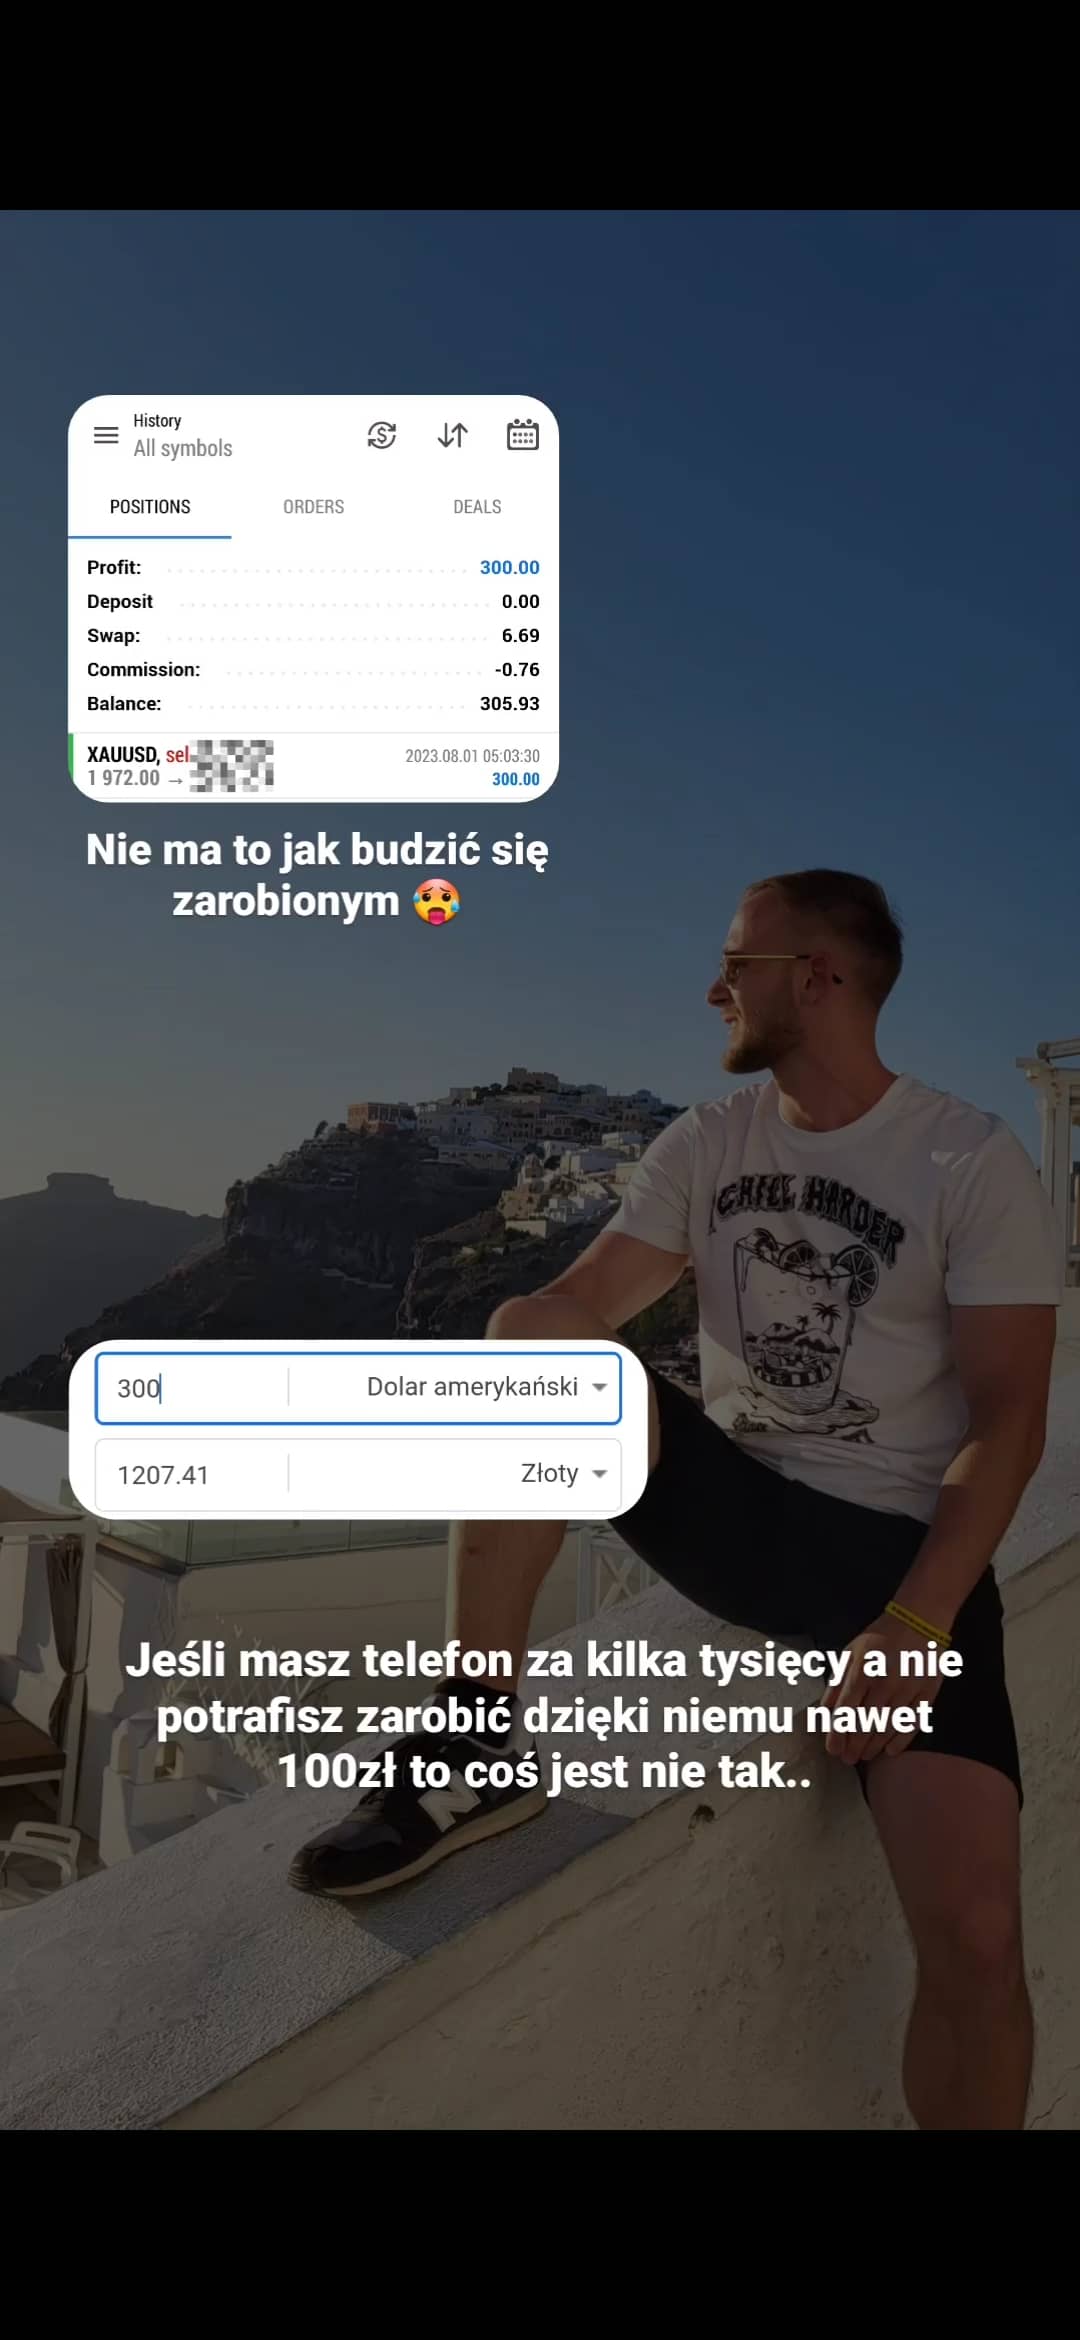 History
All symbols
POSITIONS ORDERS DEALS
Profit: 300.00
Deposit 0.00
Swap: 6.69
Commission: -0.76
Balance: 305.93
XAUUSD, sel 2023.08.01 05:03:30
1 972.00 → 300.00
Nie ma to jak budzić się
zarobionym 🥵
CHILL HARDER
300 Dolar amerykański
1207.41 Złoty
Jeśli masz telefon za kilka tysięcy a nie
potrafisz zarobić dzięki niemu nawet
100zł to coś jest nie tak..
N